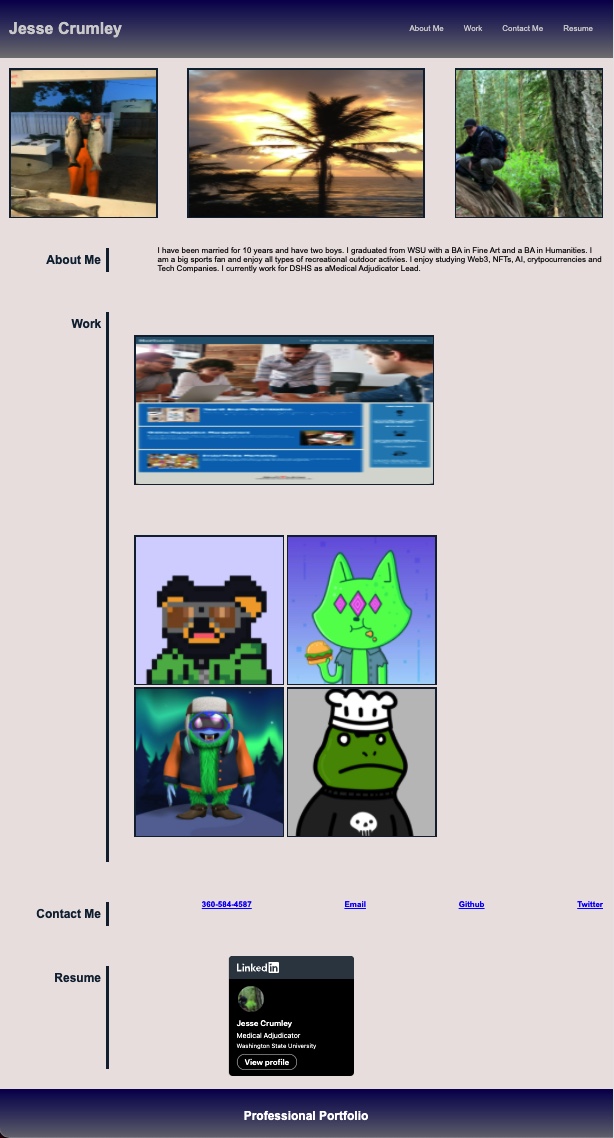 Jesse Crumley
About Me Work Contact Me Resume
About Me
I have been married for 10 years and have two boys. I graduated from WSU with a BA in Fine Art and a BA in Humanities. I
am a big sports fan and enjoy all types of recreational outdoor activies. I enjoy studying Web3, NFTs, AI, crytpocurrencies and
Tech Companies. I currently work for DSHS as aMedical Adjudicator Lead.
Work
Contact Me
360-584-4587 Email Github Twitter
Resume
Linked in
Jesse Crumley
Medical Adjudicator
Washington State University
View profile
Professional Portfolio